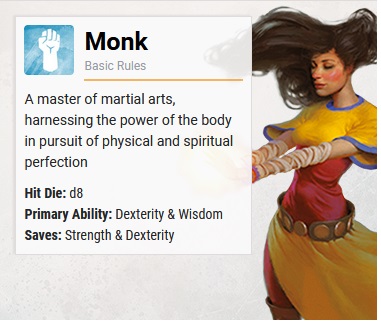 Monk
Basic Rules
A master of martial arts,
harnessing the power of the body
in pursuit of physical and spiritual
perfection
Hit Die: d8
Primary Ability: Dexterity & Wisdom
Saves: Strength & Dexterity